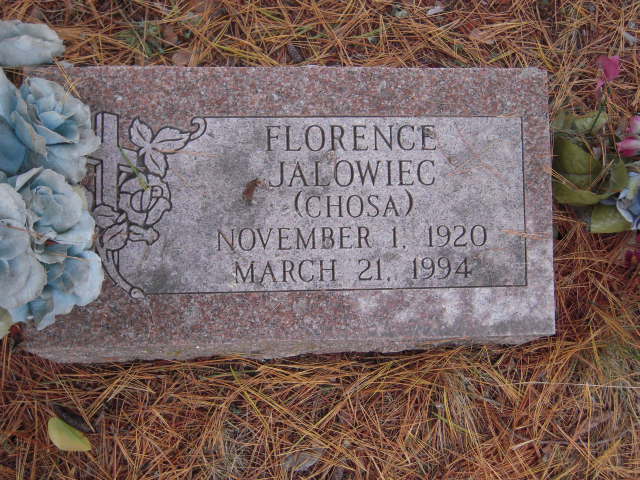 FLORENCE
JALOWIEC
(CHOSA)
NOVEMBER 1, 1920
MARCH 21, 1994